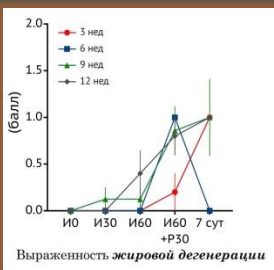 2.0
3 нед
6 нед
1.5
9 нед
12 нед
(балл)
1.0
0.5
0.0
И0 И30 И60 И60 7 сут
+Р30
Выраженность жировой дегенерации